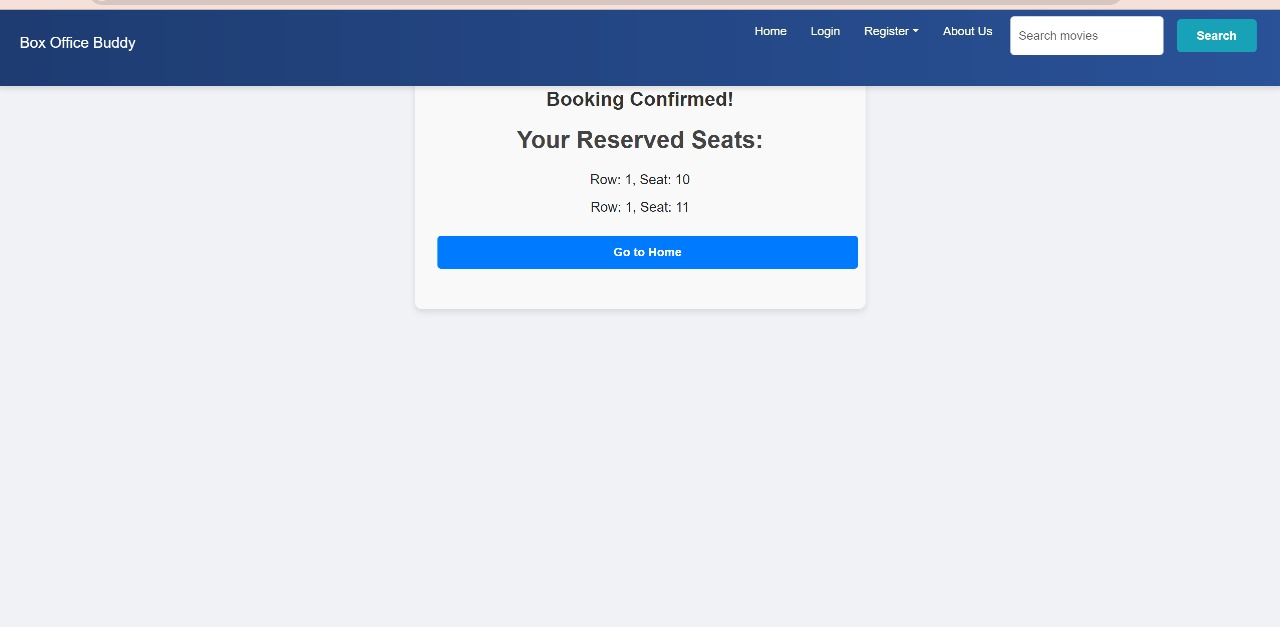 Box Office Buddy
Home Login Register About Us Search movies Search
Booking Confirmed!
Your Reserved Seats:
Row: 1, Seat: 10
Row: 1, Seat: 11
Go to Home